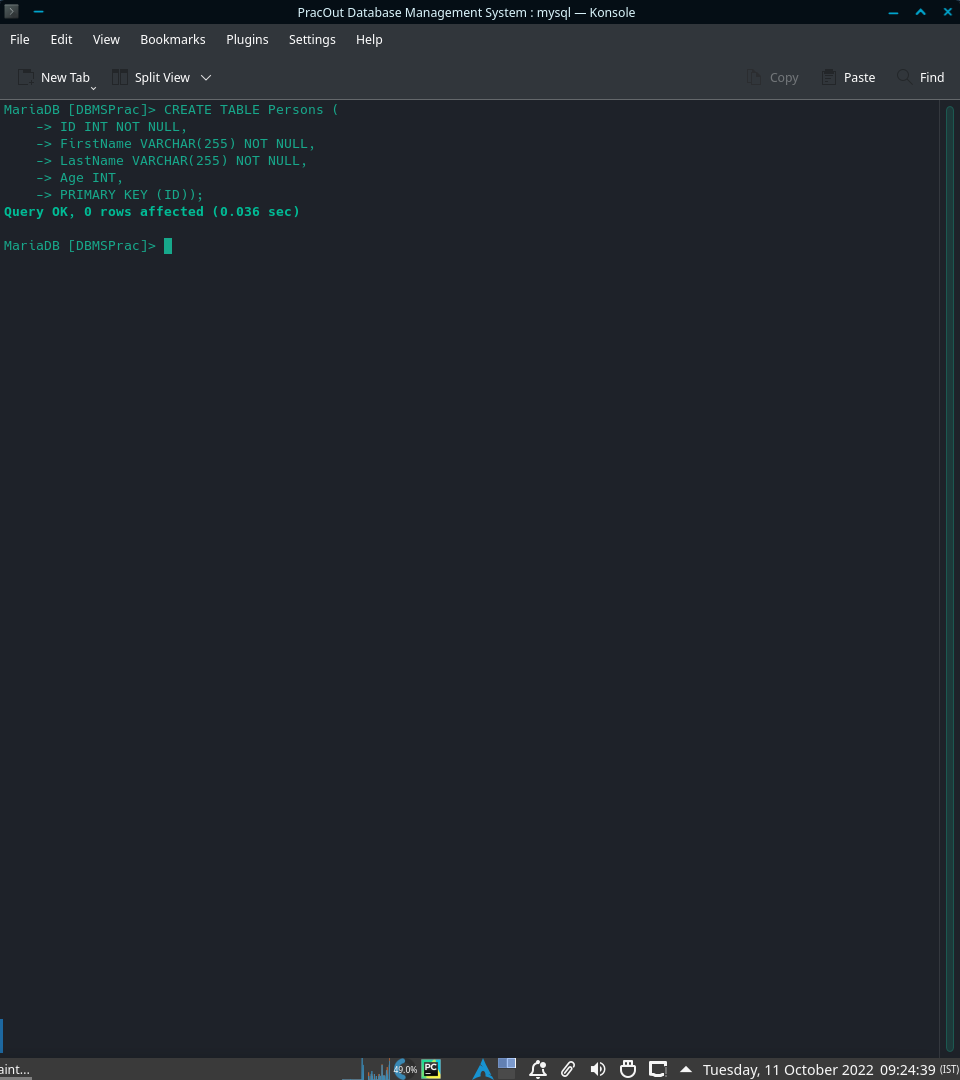 PracOut Database Management System : mysql — Konsole
File Edit View Bookmarks Plugins Settings Help
New Tab Split View Copy Paste Find
MariaDB [DBMSPrac]> CREATE TABLE Persons (
    -> ID INT NOT NULL,
    -> FirstName VARCHAR(255) NOT NULL,
    -> LastName VARCHAR(255) NOT NULL,
    -> Age INT,
    -> PRIMARY KEY (ID));
Query OK, 0 rows affected (0.036 sec)
MariaDB [DBMSPrac]>
aint... 49.0% PC Tuesday, 11 October 2022 09:24:39 (IST)